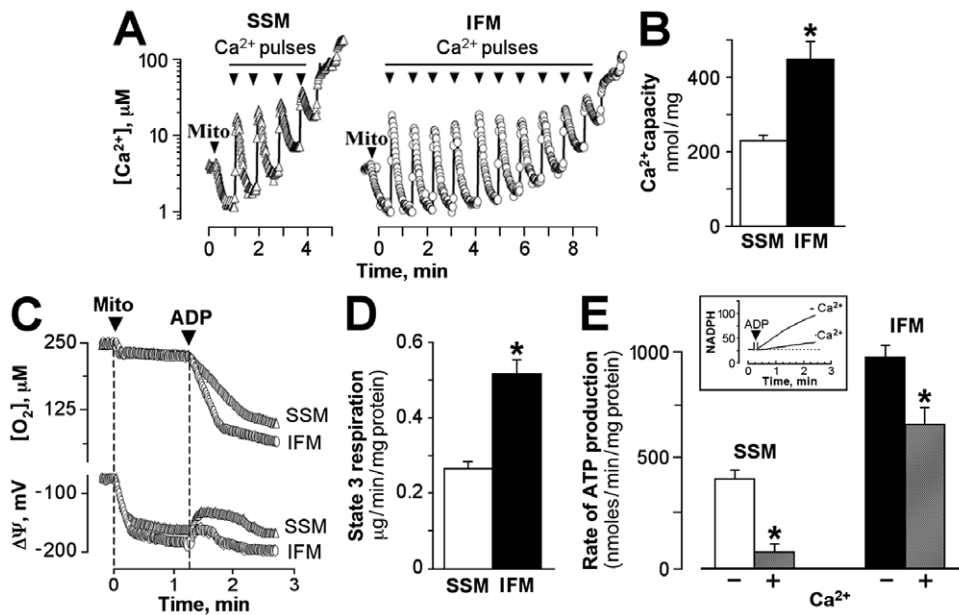 A
SSM
Ca²⁺ pulses
IFM
Ca²⁺ pulses
[Ca²⁺], μM
100
10
1
Mito
Mito
0 2 4
0 2 4 6 8
Time, min
B
Ca²⁺capacity
nmol/mg
400
200
0
*
SSM IFM
C
Mito
ADP
250
125
[O₂], μM
SSM
IFM
-100
-200
ΔΨ, mV
SSM
IFM
0 1 2 3
Time, min
D
State 3 respiration
μg/min/mg protein
0.6
0.4
0.2
0
*
SSM IFM
E
Rate of ATP production
(nmoles/min/mg protein)
1000
500
0
NADPH
100
50
0
ADP
- Ca²⁺
Ca²⁺
0 1 2 3
Time, min
SSM
*
IFM
*
− + − +
Ca²⁺